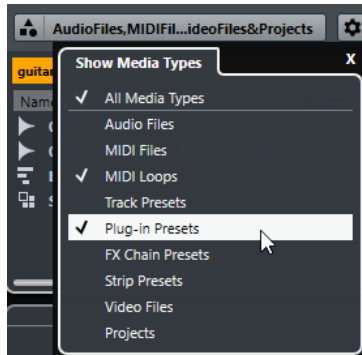 AudioFiles,MIDIFil...ideoFiles&Projects
guitar
Show Media Types
X
All Media Types
Audio Files
MIDI Files
MIDI Loops
Track Presets
Plug-in Presets
FX Chain Presets
Strip Presets
Video Files
Projects